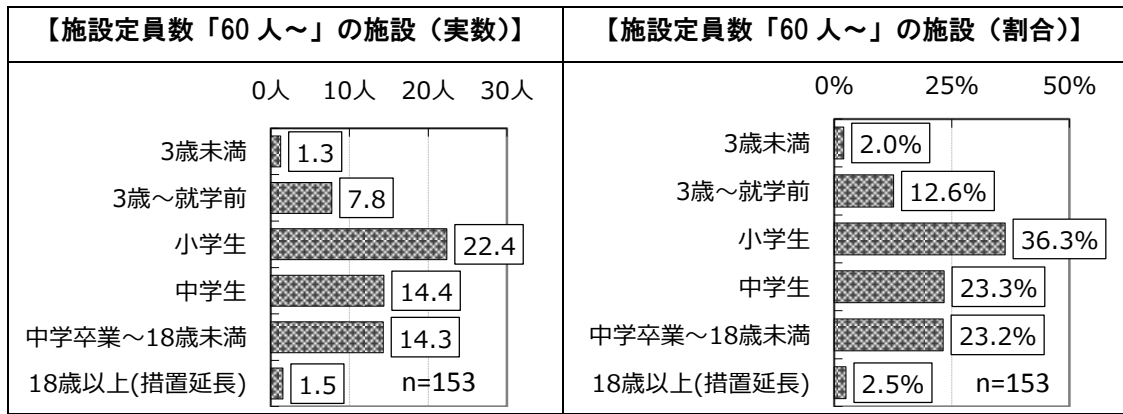 【施設定員数「60人～」の施設（実数）】
0人 10人 20人 30人
3歳未満 1.3
3歳～就学前 7.8
小学生 22.4
中学生 14.4
中学卒業～18歳未満 14.3
18歳以上(措置延長) 1.5 n=153
【施設定員数「60人～」の施設（割合）】
0% 25% 50%
3歳未満 2.0%
3歳～就学前 12.6%
小学生 36.3%
中学生 23.3%
中学卒業～18歳未満 23.2%
18歳以上(措置延長) 2.5% n=153